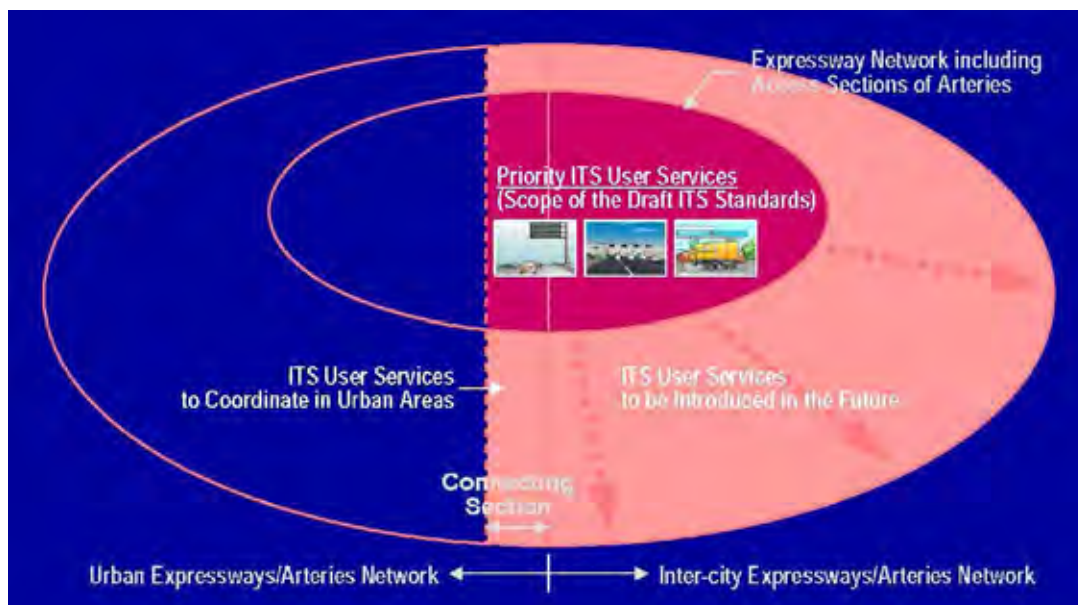 Expressway Network including
Access Sections of Arteries
Priority ITS User Services
(Scope of the Draft ITS Standards)
ITS User Services
to Coordinate in Urban Areas
ITS User Services
to be Introduced in the Future
Connecting
Section
Urban Expressways/Arteries Network
Inter-city Expressways/Arteries Network